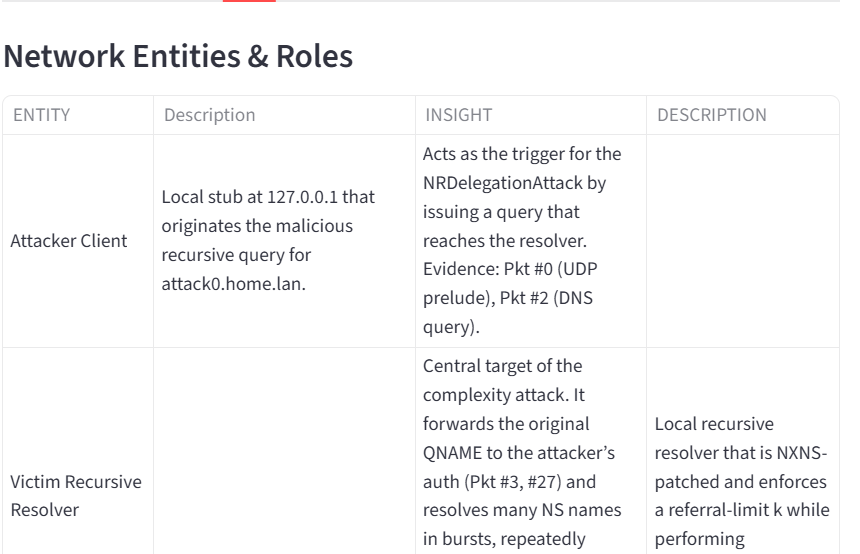 Network Entities & Roles
ENTITY
Description
INSIGHT
DESCRIPTION
Attacker Client
Local stub at 127.0.0.1 that
originates the malicious
recursive query for
attack0.home.lan.
Acts as the trigger for the
NRDelegationAttack by
issuing a query that
reaches the resolver.
Evidence: Pkt #0 (UDP
prelude), Pkt #2 (DNS
query).
Victim Recursive
Resolver
Central target of the
complexity attack. It
forwards the original
QNAME to the attacker’s
auth (Pkt #3, #27) and
resolves many NS names
in bursts, repeatedly
Local recursive
resolver that is NXNS-
patched and enforces
a referral-limit k while
performing